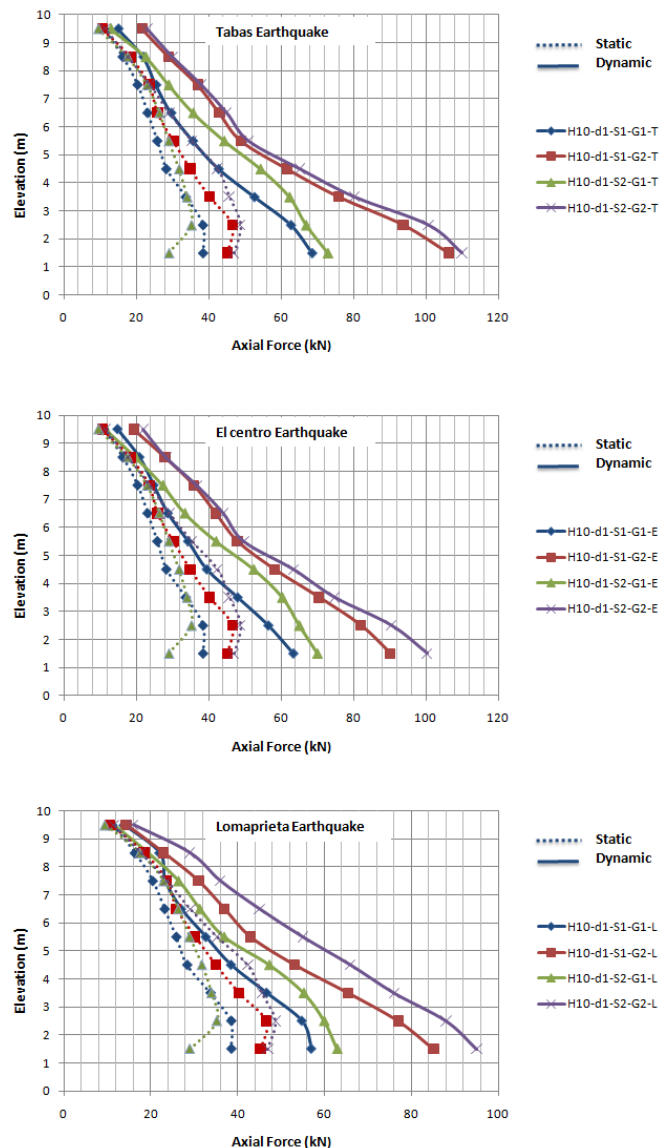 Tabas Earthquake
Static
Dynamic
H10-d1-S1-G1-T
H10-d1-S1-G2-T
H10-d1-S2-G1-T
H10-d1-S2-G2-T
Elevation (m)
10
9
8
7
6
5
4
3
2
1
0
0 20 40 60 80 100 120
Axial Force (kN)
El centro Earthquake
Static
Dynamic
H10-d1-S1-G1-E
H10-d1-S1-G2-E
H10-d1-S2-G1-E
H10-d1-S2-G2-E
Elevation (m)
10
9
8
7
6
5
4
3
2
1
0
0 20 40 60 80 100 120
Axial Force (kN)
Lomaprieta Earthquake
Static
Dynamic
H10-d1-S1-G1-L
H10-d1-S1-G2-L
H10-d1-S2-G1-L
H10-d1-S2-G2-L
Elevation (m)
10
9
8
7
6
5
4
3
2
1
0
0 20 40 60 80 100
Axial Force (kN)